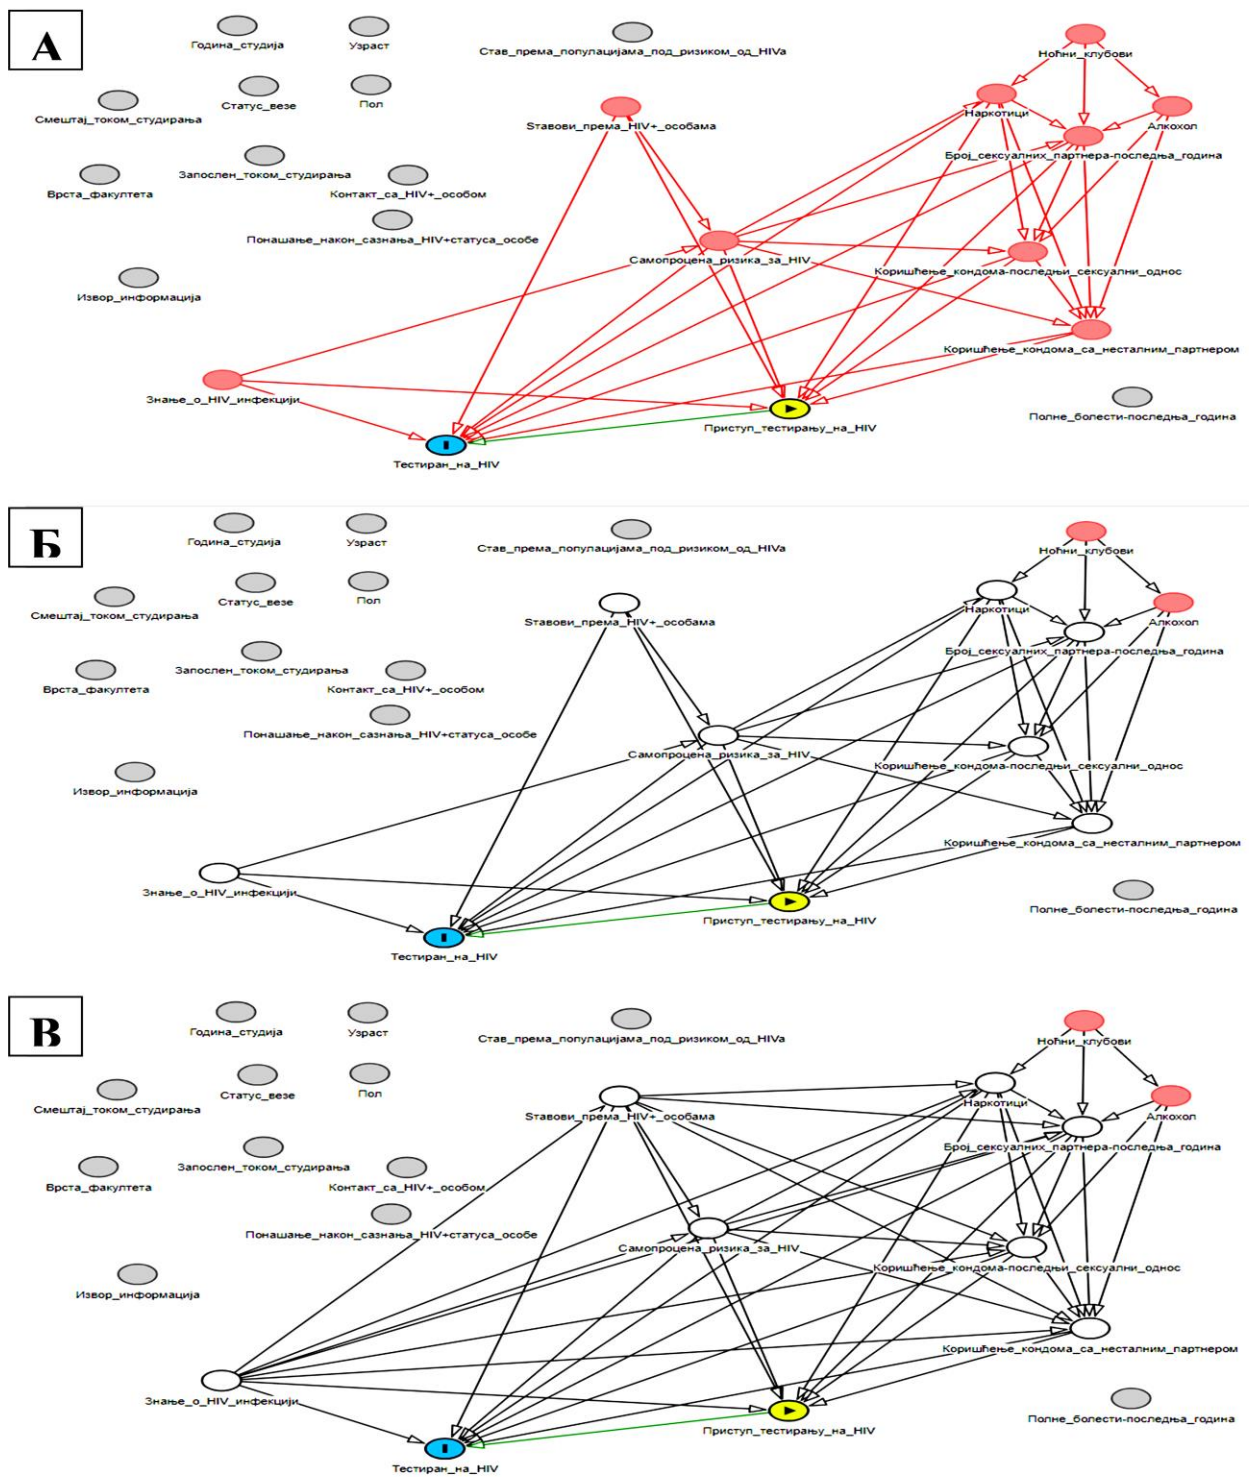 А
Година_студија
Узраст
Став_према_популацијама_под_ризиком_од_HIVa
Ноћни_клубови
Смештај_током_студирања
Статус_везе
Пол
Sтавови_према_HIV+_особама
Наркотици
Алкохол
Број_сексуалних_партнера-последња_година
Врста_факултета
Запослен_током_студирања
Контакт_са_HIV+_особом
Понашање_након_сазнања_HIV+статуса_особе
Самопроцена_ризика_за_HIV
Коришћење_кондома-последњи_сексуални_однос
Извор_информација
Коришћење_кондома_са_несталним_партнером
Знање_о_HIV_инфекцији
Приступ_тестирању_на_HIV
Полне_болести-последња_година
Тестиран_на_HIV
Б
Година_студија
Узраст
Став_према_популацијама_под_ризиком_од_HIVa
Ноћни_клубови
Смештај_током_студирања
Статус_везе
Пол
Sтавови_према_HIV+_особама
Наркотици
Алкохол
Број_сексуалних_партнера-последња_година
Врста_факултета
Запослен_током_студирања
Контакт_са_HIV+_особом
Понашање_након_сазнања_HIV+статуса_особе
Самопроцена_ризика_за_HIV
Коришћење_кондома-последњи_сексуални_однос
Извор_информација
Коришћење_кондома_са_несталним_партнером
Знање_о_HIV_инфекцији
Приступ_тестирању_на_HIV
Полне_болести-последња_година
Тестиран_на_HIV
В
Година_студија
Узраст
Став_према_популацијама_под_ризиком_од_HIVa
Ноћни_клубови
Смештај_током_студирања
Статус_везе
Пол
Sтавови_према_HIV+_особама
Наркотици
Алкохол
Број_сексуалних_партнера-последња_година
Врста_факултета
Запослен_током_студирања
Контакт_са_HIV+_особом
Понашање_након_сазнања_HIV+статуса_особе
Самопроцена_ризика_за_HIV
Коришћење_кондома-последњи_сексуални_однос
Извор_информација
Коришћење_кондома_са_несталним_партнером
Знање_о_HIV_инфекцији
Приступ_тестирању_на_HIV
Полне_болести-последња_година
Тестиран_на_HIV